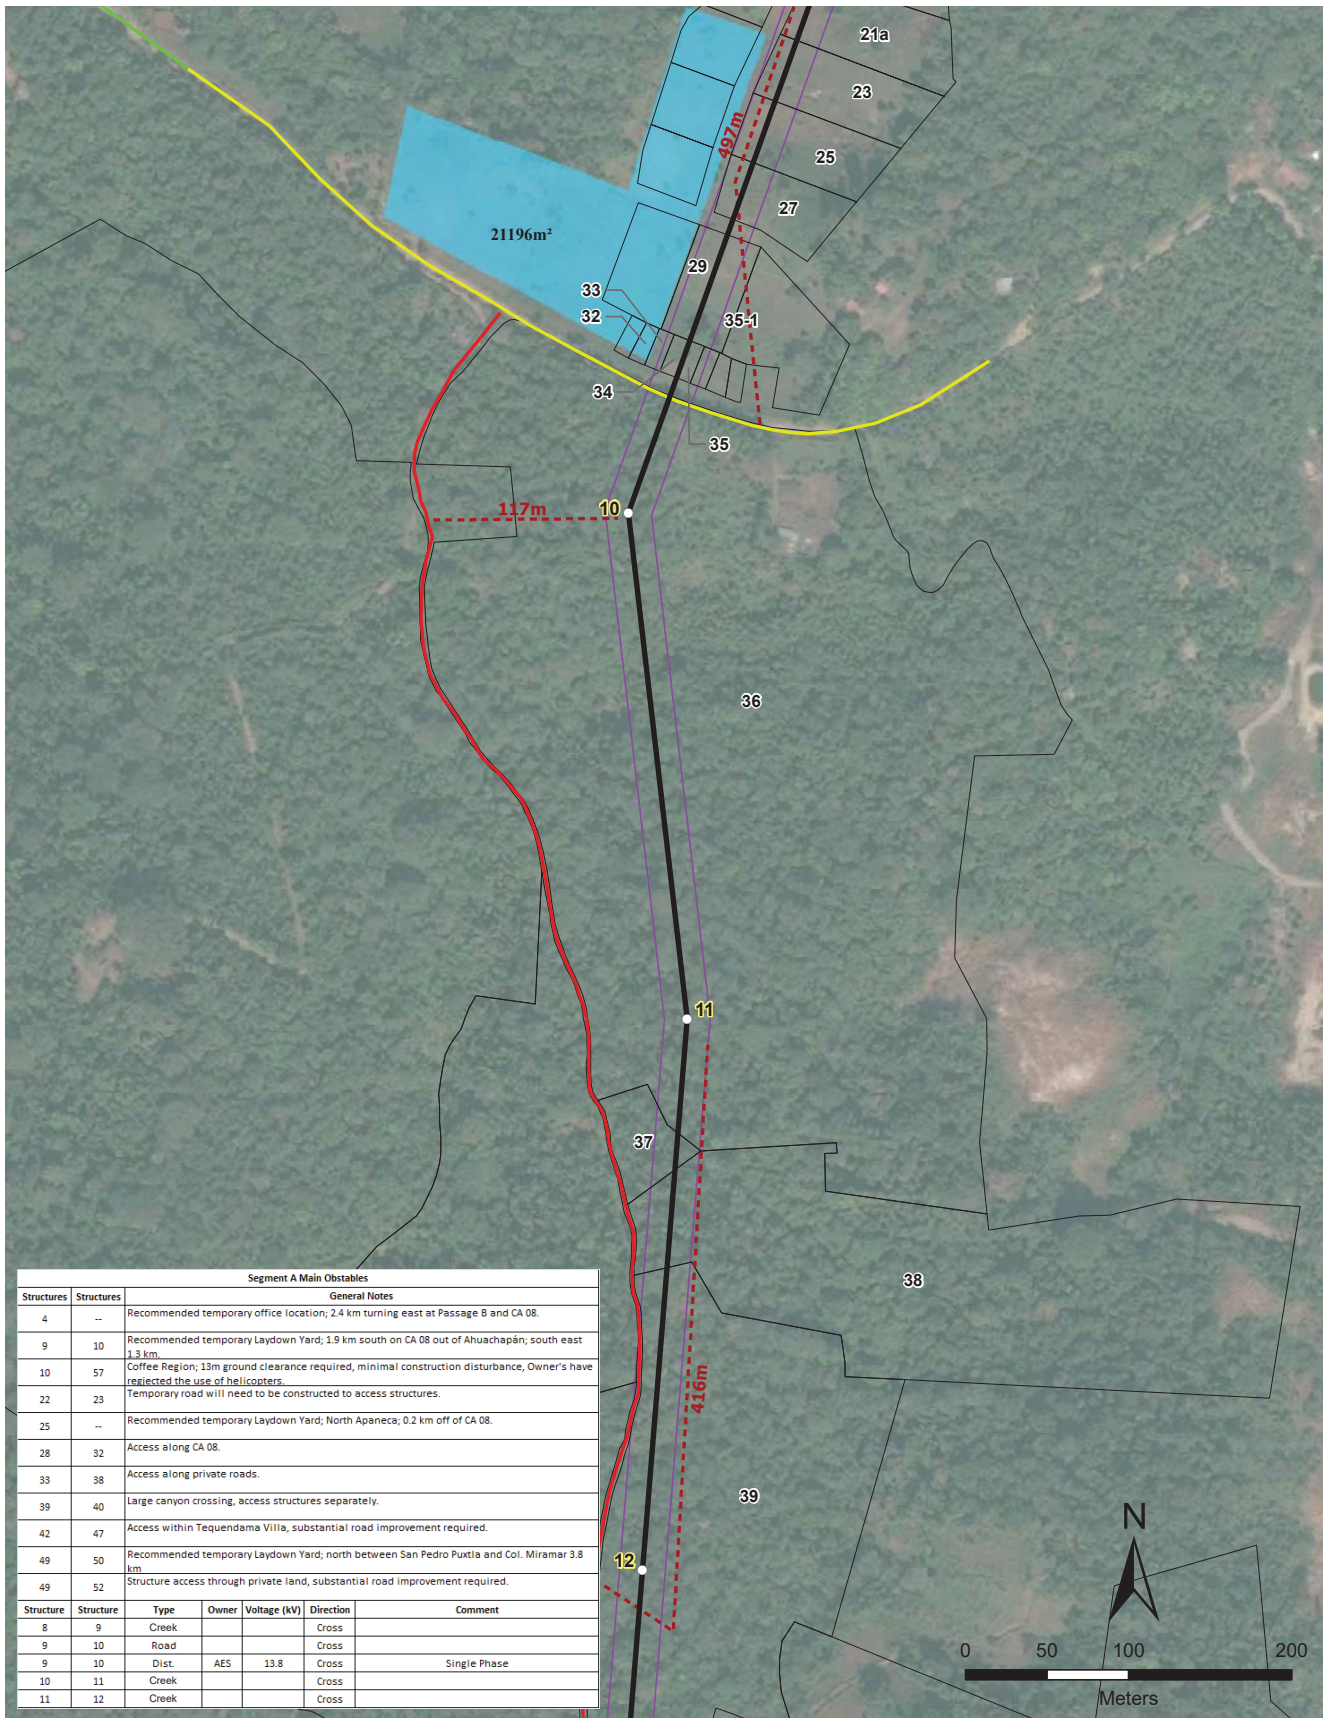 21a
23
497m
25
27
21196m²
29
33
32
35-1
34
35
117m
10
36
11
37
38
416m
39
12
N
0 50 100 200
Meters
Segment A Main Obstables
Structures Structures General Notes
4 -- Recommended temporary office location; 2.4 km turning east at Passage B and CA 08.
9 10 Recommended temporary Laydown Yard; 1.9 km south on CA 08 out of Ahuachapán; south east
1.3 km.
10 57 Coffee Region; 13m ground clearance required, minimal construction disturbance, Owner's have
regjected the use of helicopters.
22 23 Temporary road will need to be constructed to access structures.
25 -- Recommended temporary Laydown Yard; North Apaneca; 0.2 km off of CA 08.
28 32 Access along CA 08.
33 38 Access along private roads.
39 40 Large canyon crossing, access structures separately.
42 47 Access within Tequendama Villa, substantial road improvement required.
49 50 Recommended temporary Laydown Yard; north between San Pedro Puxtla and Col. Miramar 3.8
km
49 52 Structure access through private land, substantial road improvement required.
Structure Structure Type Owner Voltage (kV) Direction Comment
8 9 Creek Cross
9 10 Road Cross
9 10 Dist. AES 13.8 Cross Single Phase
10 11 Creek Cross
11 12 Creek Cross